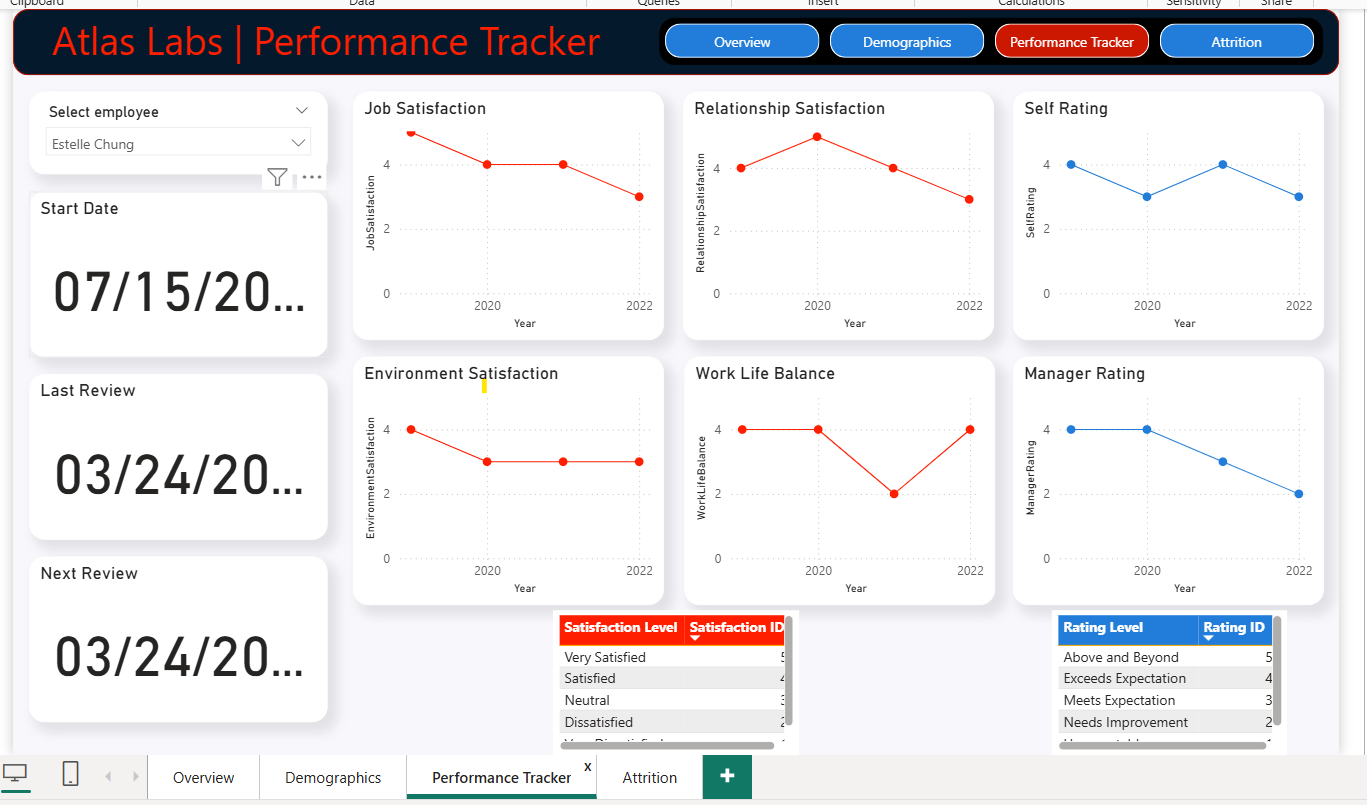 Clipboard Data Queries Insert Calculations Sensitivity Share
Atlas Labs | Performance Tracker
Overview Demographics Performance Tracker Attrition
Select employee
Estelle Chung
Start Date
07/15/20...
Last Review
03/24/20...
Next Review
03/24/20...
Job Satisfaction
JobSatisfaction
4
2
0
2020 2022
Year
Relationship Satisfaction
RelationshipSatisfaction
4
2
0
2020 2022
Year
Self Rating
SelfRating
4
2
0
2020 2022
Year
Environment Satisfaction
EnvironmentSatisfaction
4
2
0
2020 2022
Year
Work Life Balance
WorkLifeBalance
4
2
0
2020 2022
Year
Manager Rating
ManagerRating
4
2
0
2020 2022
Year
Satisfaction Level Satisfaction ID
Very Satisfied 5
Satisfied 4
Neutral 3
Dissatisfied 2
Rating Level Rating ID
Above and Beyond 5
Exceeds Expectation 4
Meets Expectation 3
Needs Improvement 2
Overview Demographics Performance Tracker x Attrition +